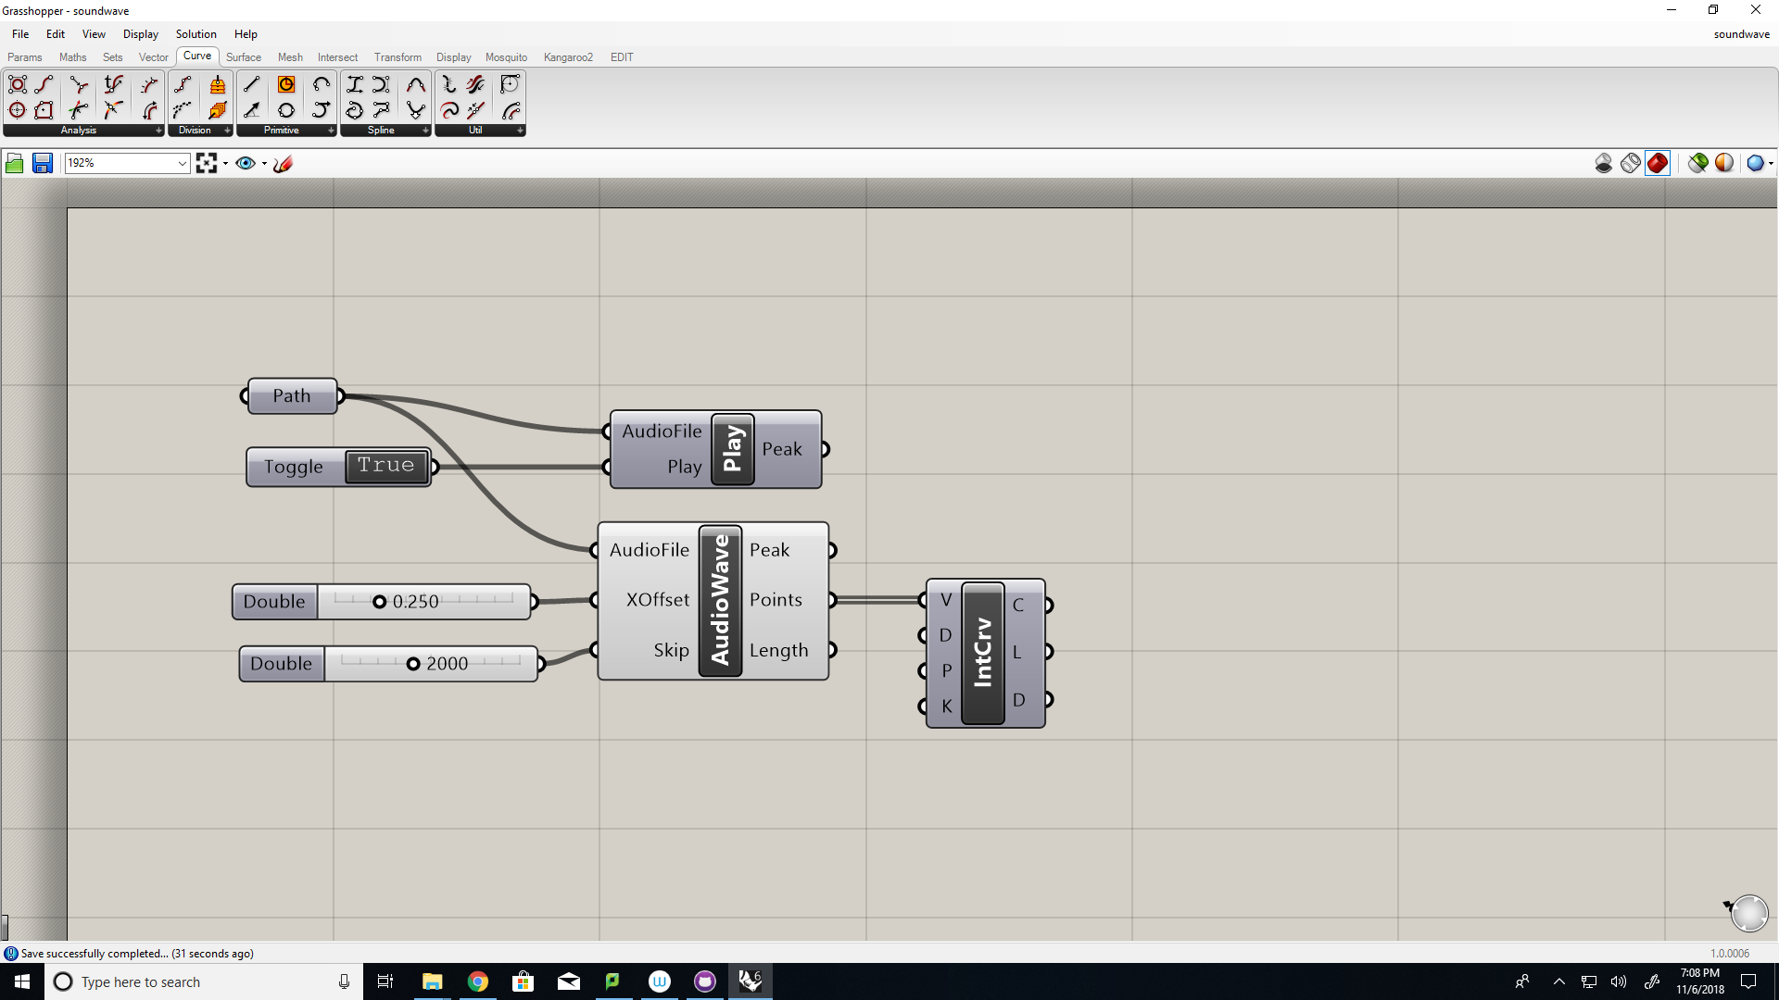 Grasshopper - soundwave
File Edit View Display Solution Help soundwave
Params Maths Sets Vector Curve Surface Mesh Intersect Transform Display Mosquito Kangaroo2 EDIT
Analysis Division Primitive Spline Util
192%
Path
Toggle True
AudioFile
Play
Play
Peak
Double 0.250
Double 2000
AudioFile
XOffset
Skip
AudioWave
Peak
Points
Length
V
D
P
K
IntCrv
C
L
D
Save successfully completed... (31 seconds ago) 1.0.0006
Type here to search
W
6
7:08 PM
11/6/2018